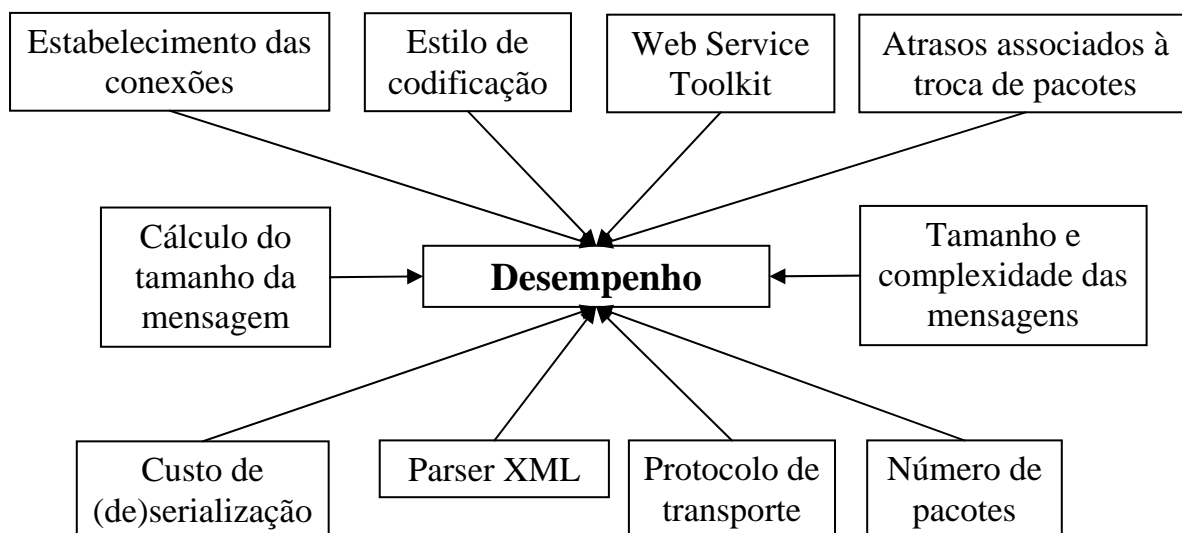 Estabelecimento das
conexões
Estilo de
codificação
Web Service
Toolkit
Atrasos associados à
troca de pacotes
Cálculo do
tamanho da
mensagem
Desempenho
Tamanho e
complexidade das
mensagens
Custo de
(de)serialização
Parser XML
Protocolo de
transporte
Número de
pacotes